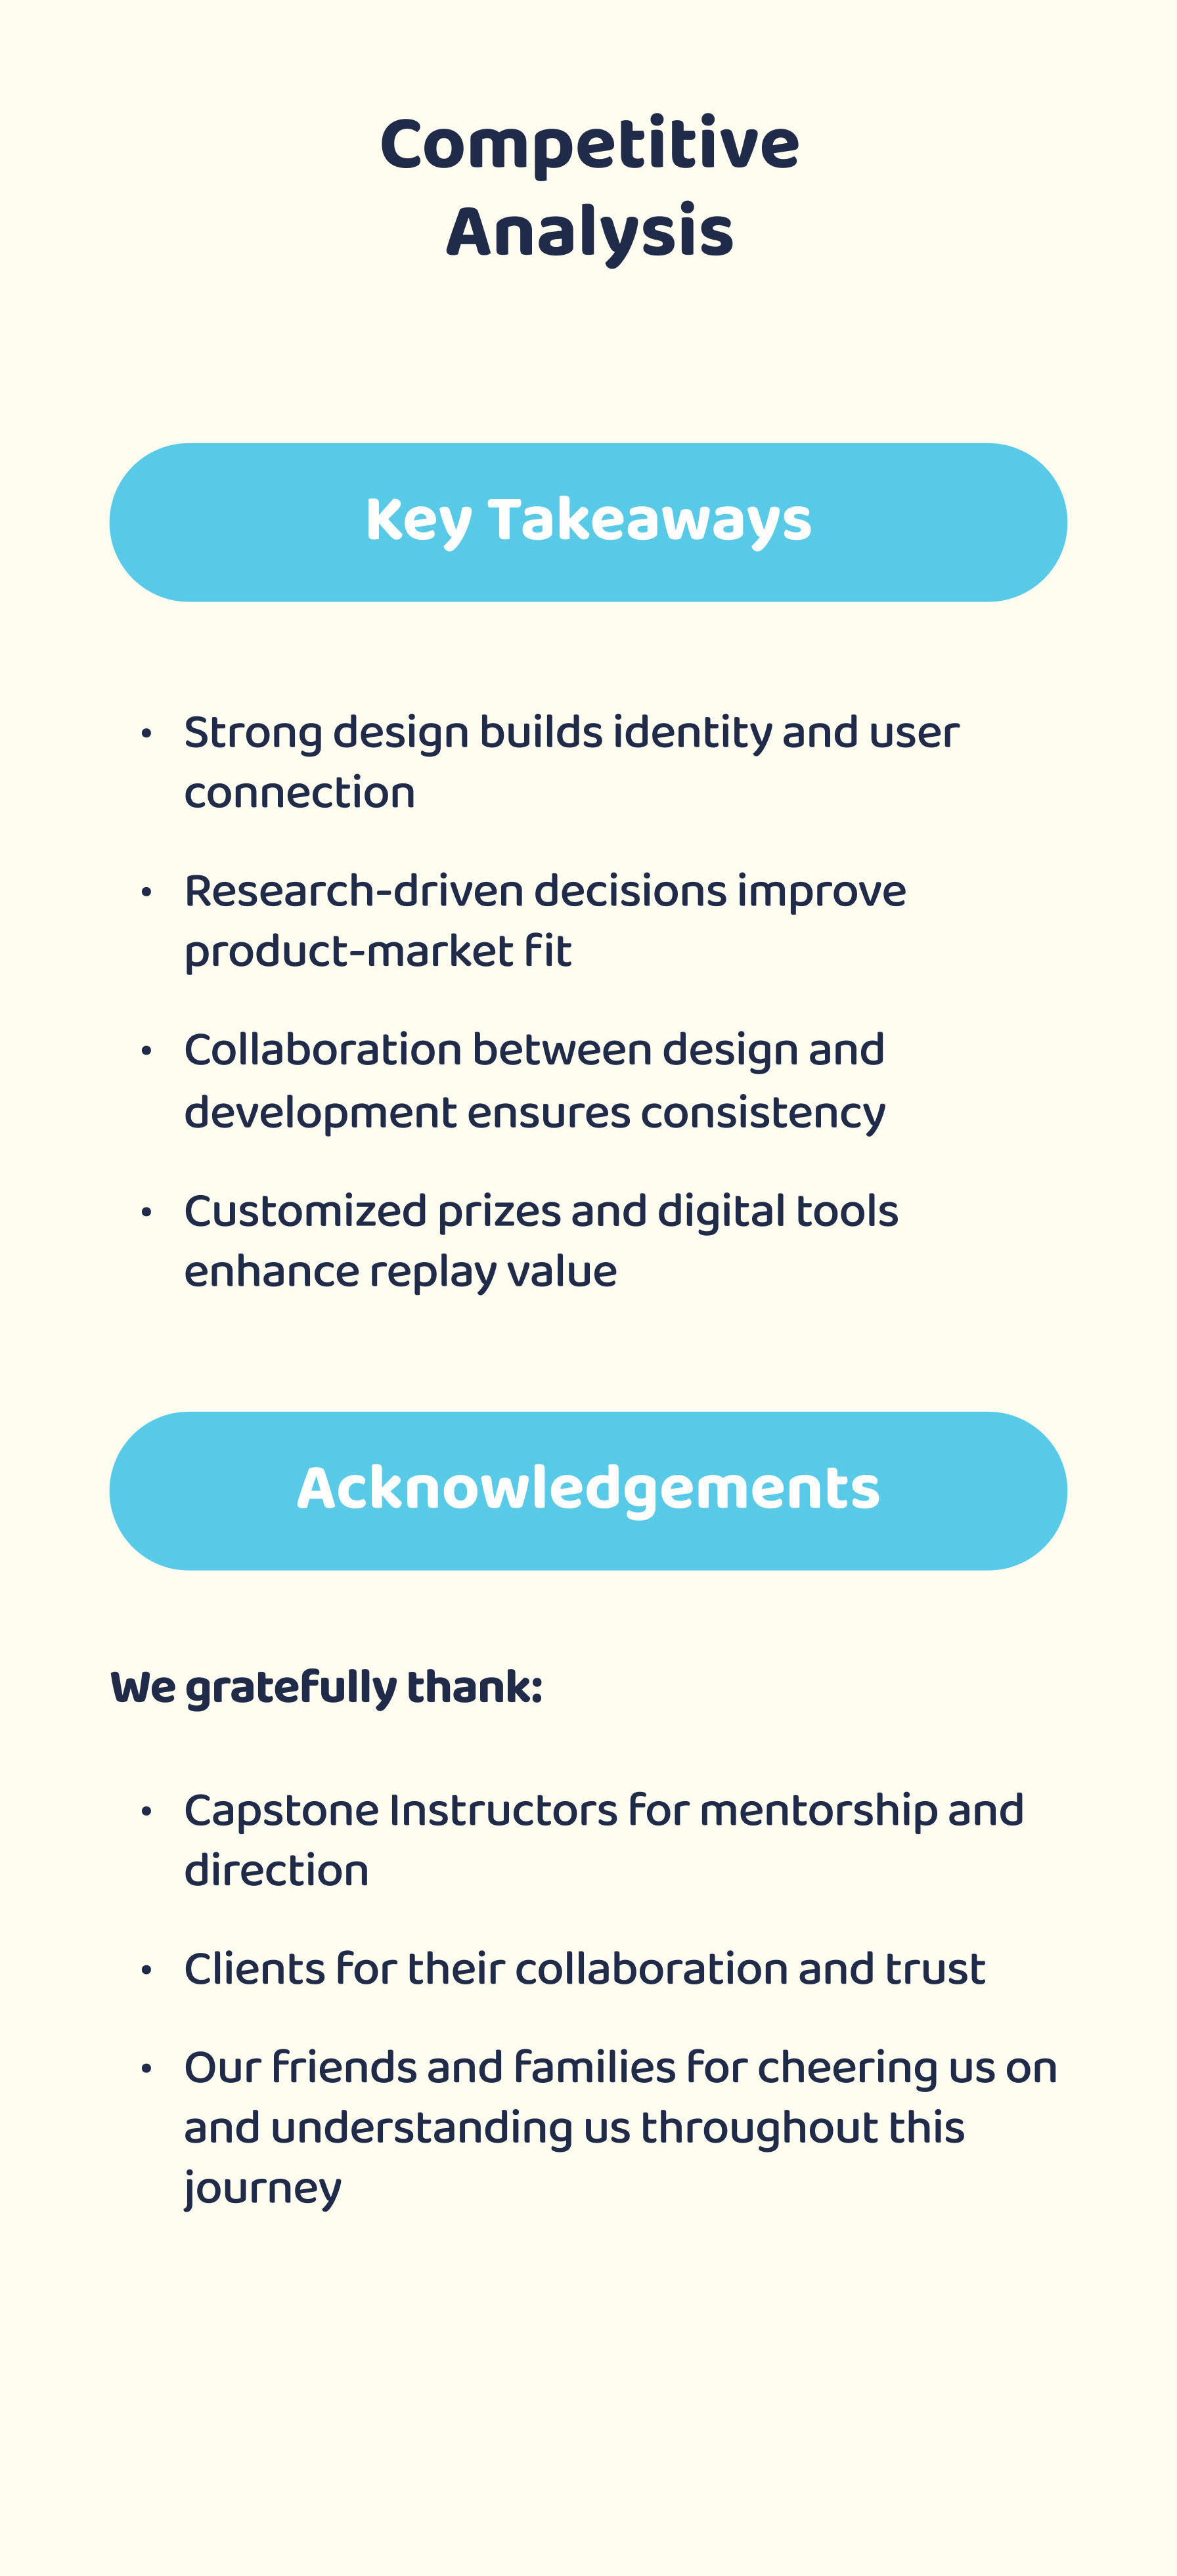 Competitive
Analysis
Key Takeaways
• Strong design builds identity and user
connection
• Research-driven decisions improve
product-market fit
• Collaboration between design and
development ensures consistency
• Customized prizes and digital tools
enhance replay value
Acknowledgements
We gratefully thank:
• Capstone Instructors for mentorship and
direction
• Clients for their collaboration and trust
• Our friends and families for cheering us on
and understanding us throughout this
journey